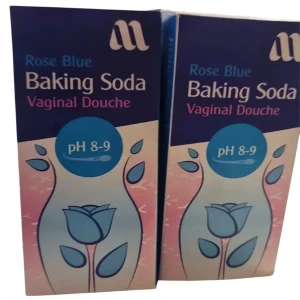 Rose Blue
Baking Soda
Vaginal Douche
pH 8-9
Rose Blue
Baking Soda
Vaginal Douche
pH 8-9